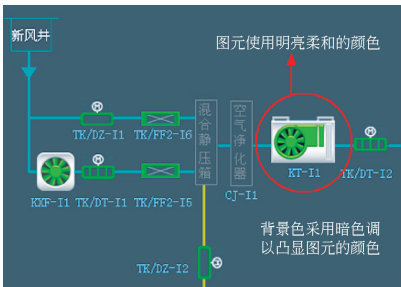 新风井
图元使用明亮柔和的颜色
TK/DZ-I1
TK/FF2-I6
混合静压箱
空气净化器
KT-I1
TK/DT-I2
KXF-I1
TK/DT-I1
TK/FF2-I5
CJ-I1
背景色采用暗色调
以凸显图元的颜色
TK/DZ-I2